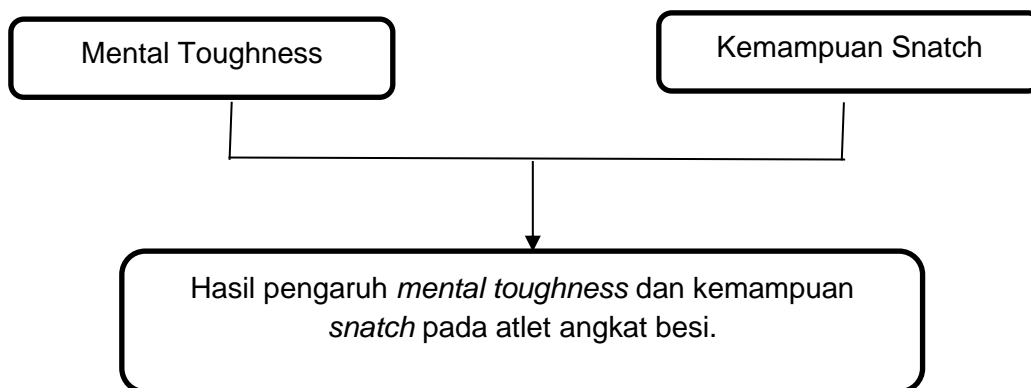 Mental Toughness
Kemampuan Snatch
Hasil pengaruh mental toughness dan kemampuan
snatch pada atlet angkat besi.